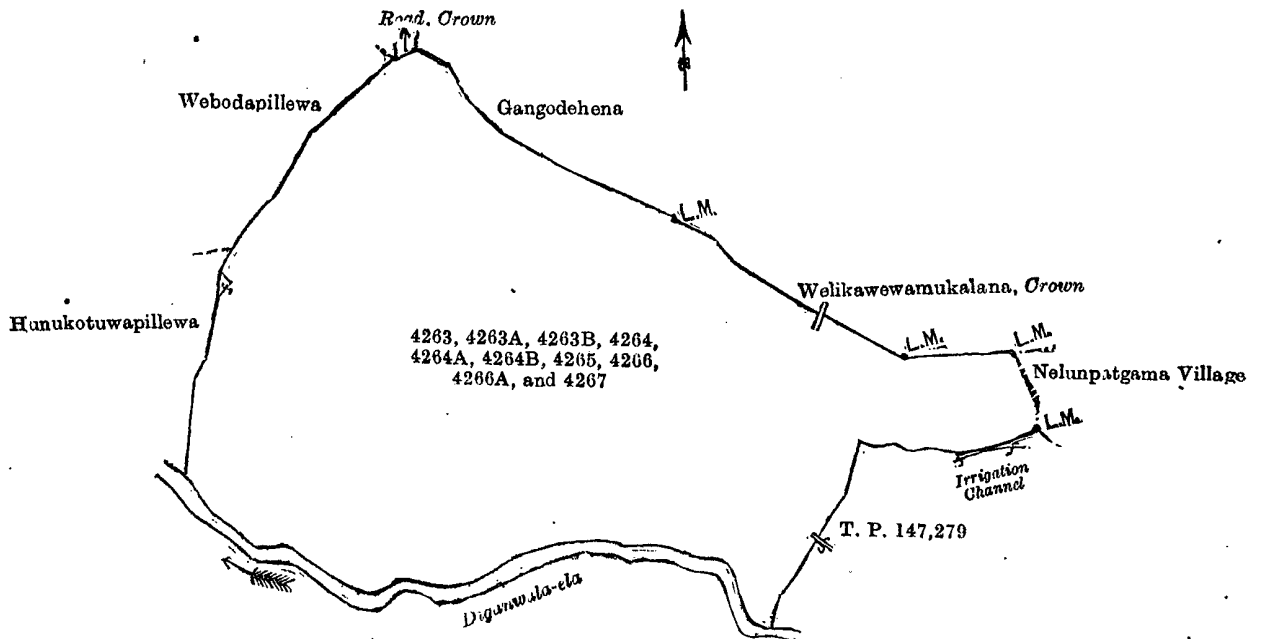 Road, Crown
Webodapillewa
Gangodehena
L.M.
Welikawewamukalana, Crown
Hunukotuwapillewa
4263, 4263A, 4263B, 4264,
4264A, 4264B, 4265, 4266,
4266A, and 4267
L.M.
L.M.
Nelunpatgama Village
L.M.
Irrigation
Channel
T. P. 147,279
Diganwala-ela